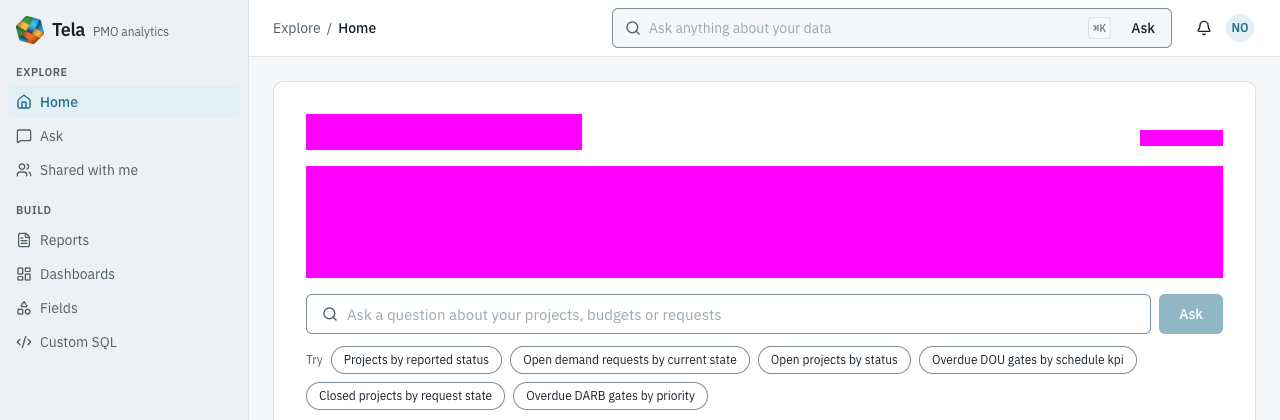 Tela PMO analytics
EXPLORE
Home
Ask
Shared with me
BUILD
Reports
Dashboards
Fields
Custom SQL
Explore / Home
Ask anything about your data ⌘K Ask
NO
Ask a question about your projects, budgets or requests Ask
Try Projects by reported status Open demand requests by current state Open projects by status Overdue DOU gates by schedule kpi
Closed projects by request state Overdue DARB gates by priority